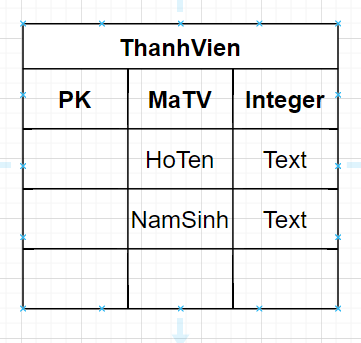 ThanhVien
PK MaTV Integer
HoTen Text
NamSinh Text